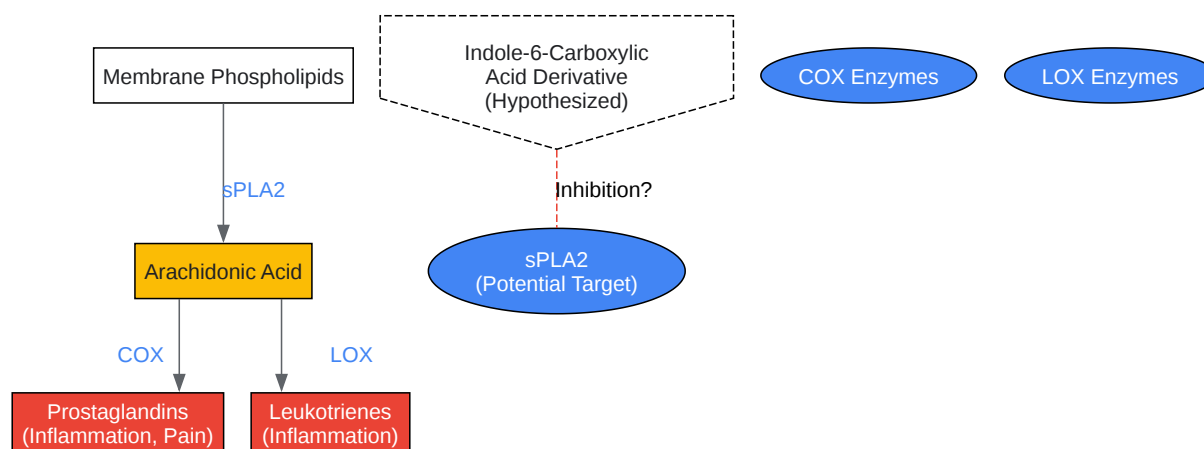 Membrane Phospholipids
Indole-6-Carboxylic
Acid Derivative
(Hypothesized)
COX Enzymes
LOX Enzymes
sPLA2
Inhibition?
Arachidonic Acid
sPLA2
(Potential Target)
COX
LOX
Prostaglandins
(Inflammation, Pain)
Leukotrienes
(Inflammation)